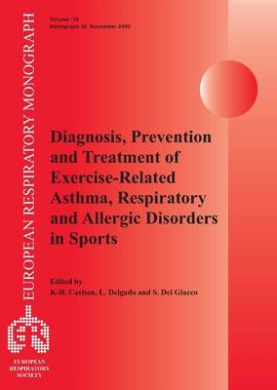 Volume 10
Monograph 33, November 2005
EUROPEAN RESPIRATORY MONOGRAPH
Diagnosis, Prevention
and Treatment of
Exercise-Related
Asthma, Respiratory
and Allergic Disorders
in Sports
Edited by
K-H. Carlsen, L. Delgado and S. Del Giacco
EUROPEAN
RESPIRATORY
SOCIETY